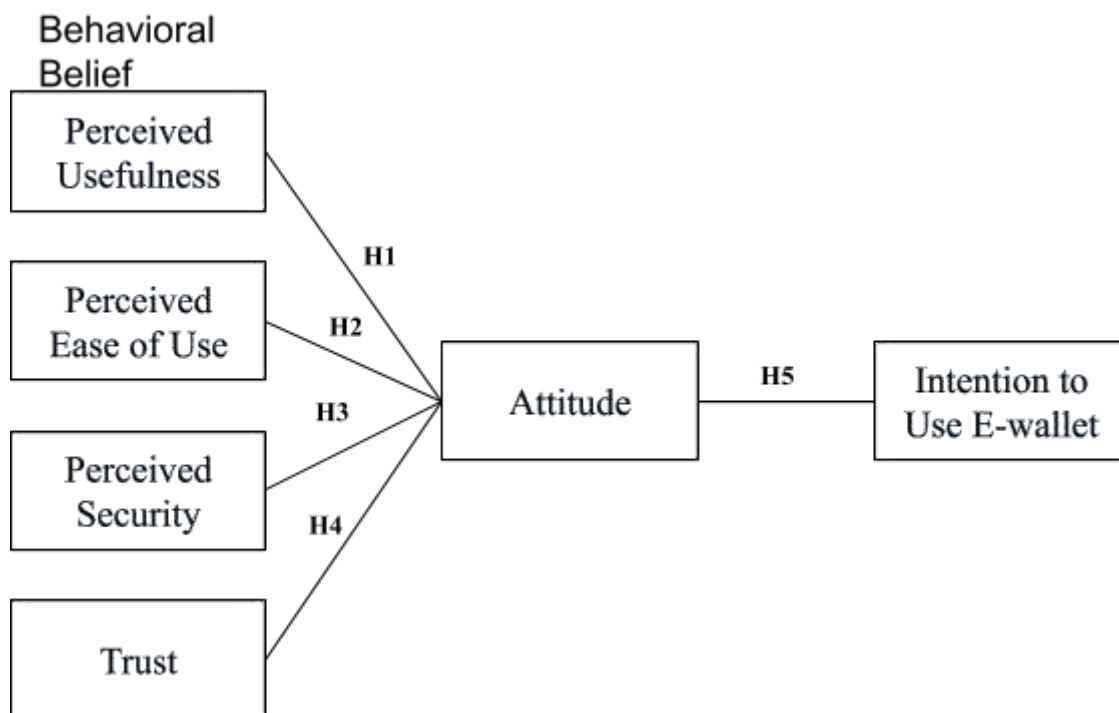 Behavioral
Belief
Perceived
Usefulness
H1
Perceived
Ease of Use
H2
H3
Perceived
Security
H4
Trust
Attitude
H5
Intention to
Use E-wallet